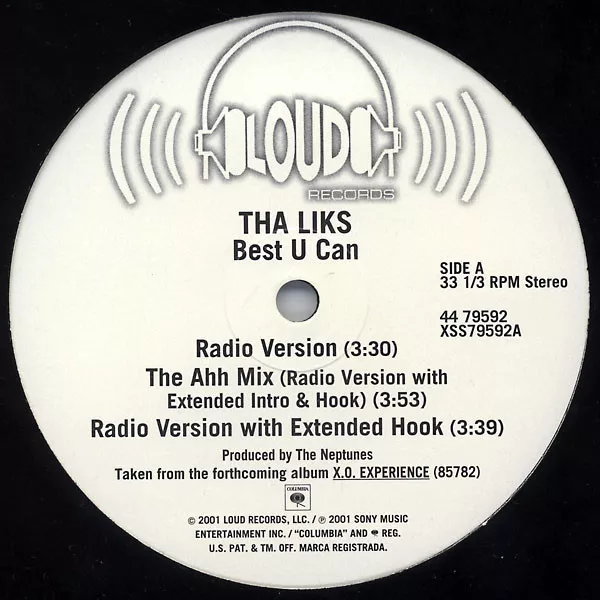 LOUD
RECORDS
THA LIKS
Best U Can
SIDE A
33 1/3 RPM Stereo
44 79592
XSS79592A
Radio Version (3:30)
The Ahh Mix (Radio Version with
Extended Intro & Hook) (3:53)
Radio Version with Extended Hook (3:39)
Produced by The Neptunes
Taken from the forthcoming album X.O. EXPERIENCE (85782)
COLUMBIA
© 2001 LOUD RECORDS, LLC. / ℗ 2001 SONY MUSIC
ENTERTAINMENT INC. / "COLUMBIA" AND REG.
U.S. PAT. & TM. OFF. MARCA REGISTRADA.